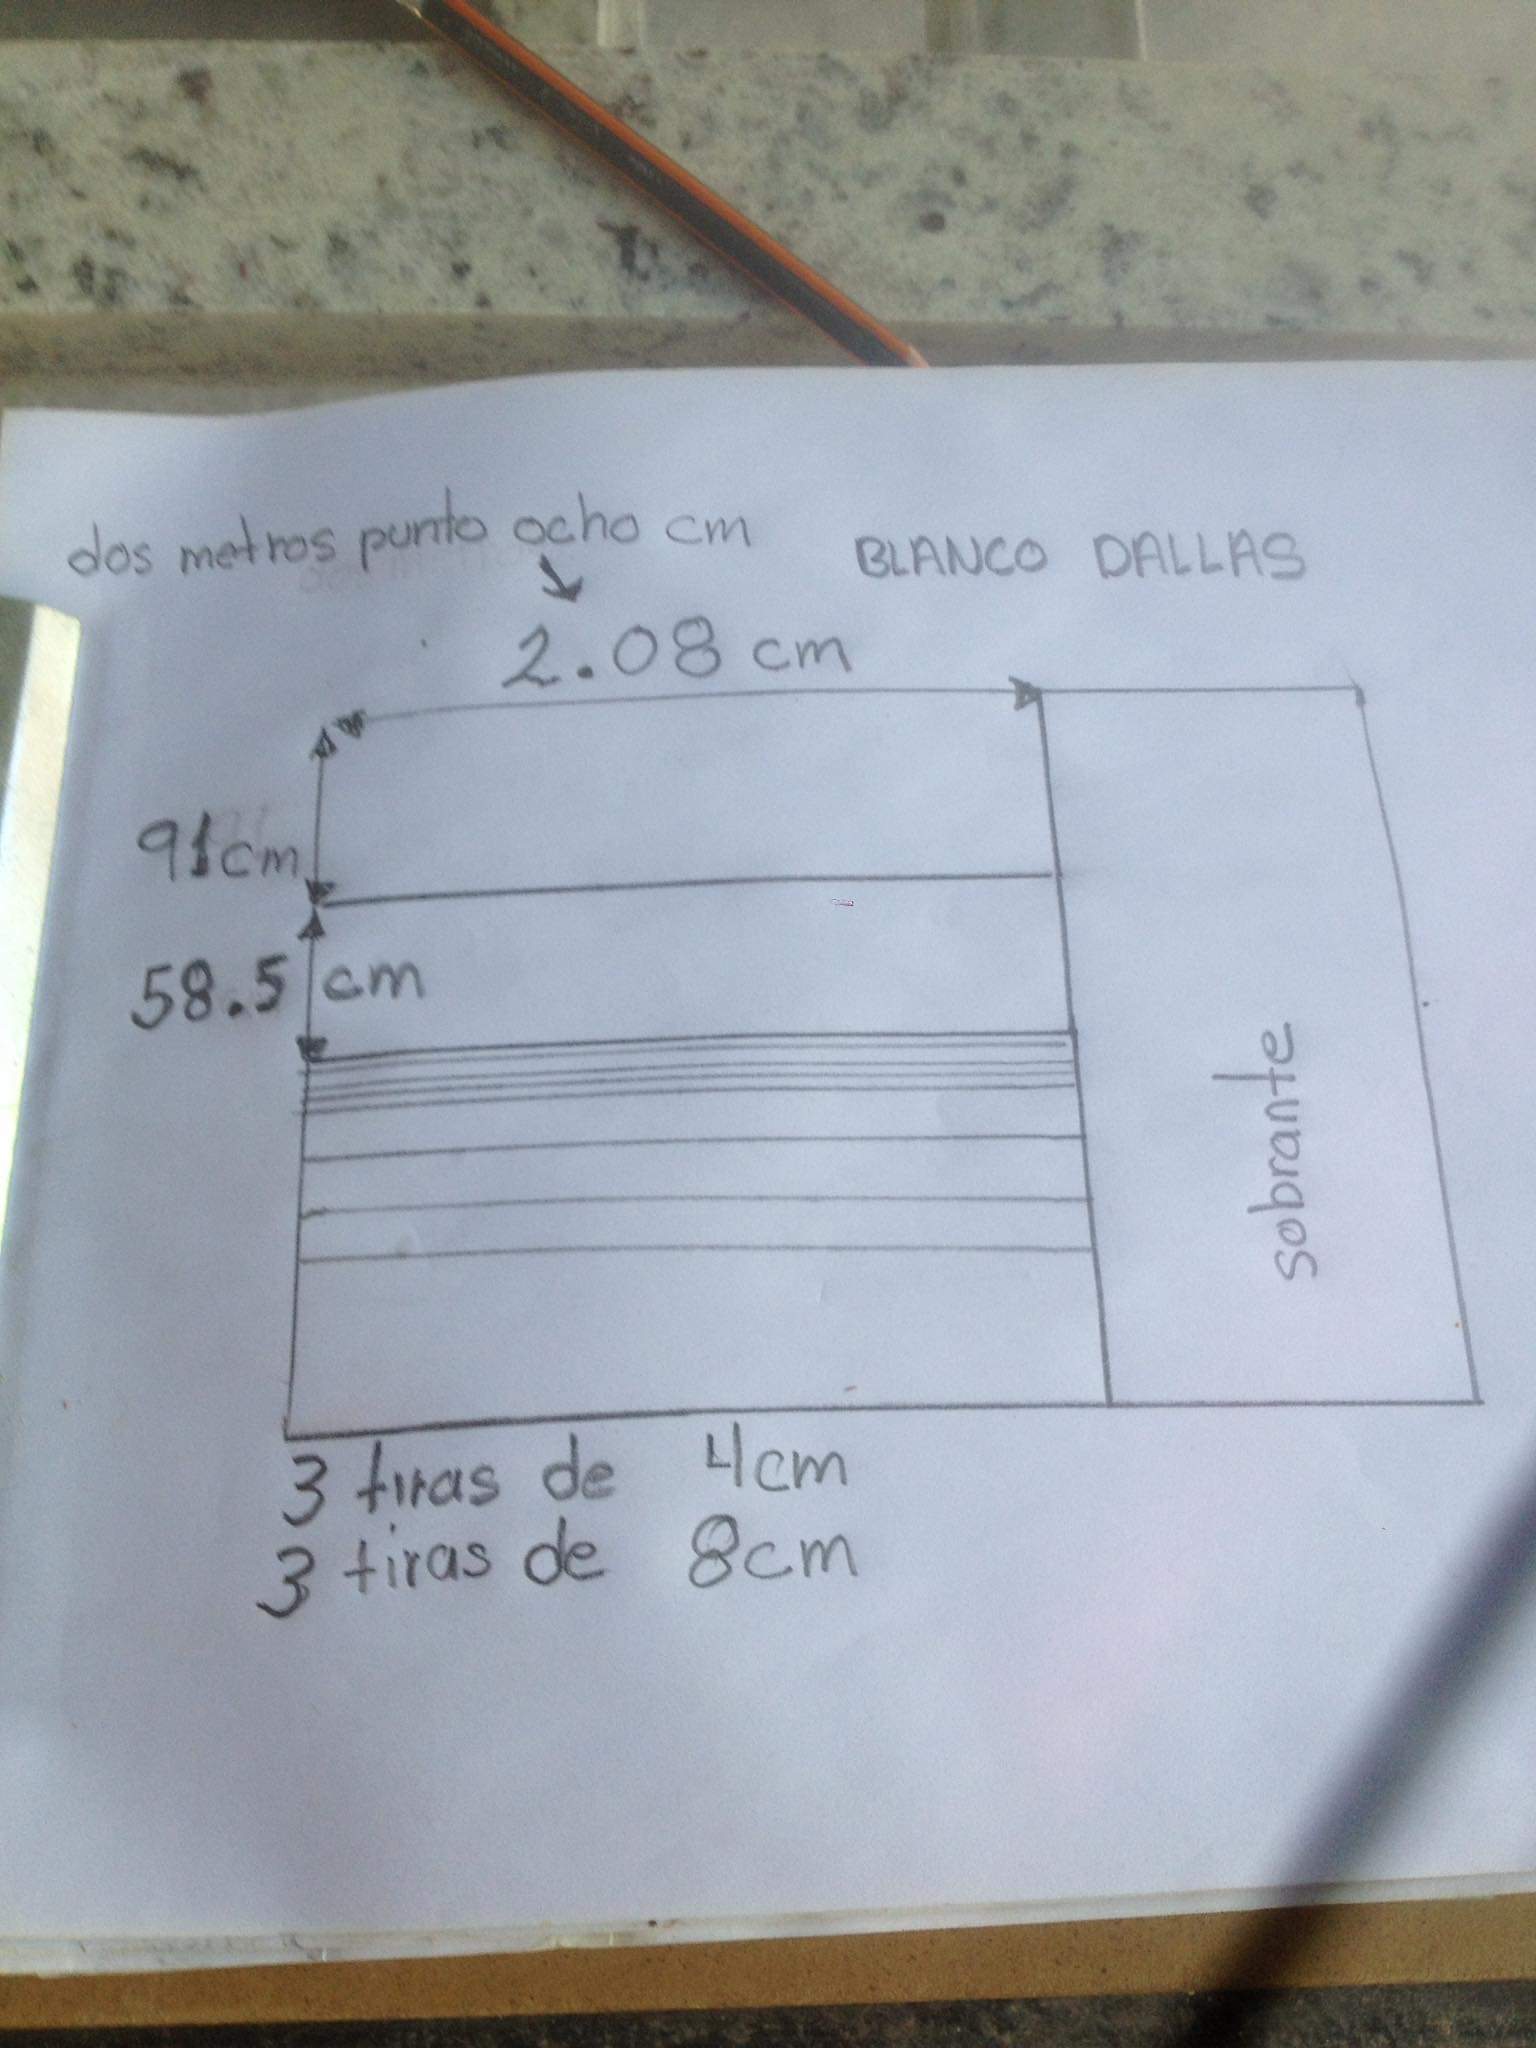 dos metros punto ocho cm
BLANCO DALLAS
2.08 cm
91cm
58.5 cm
sobrante
3 tiras de 4cm
3 tiras de 8cm